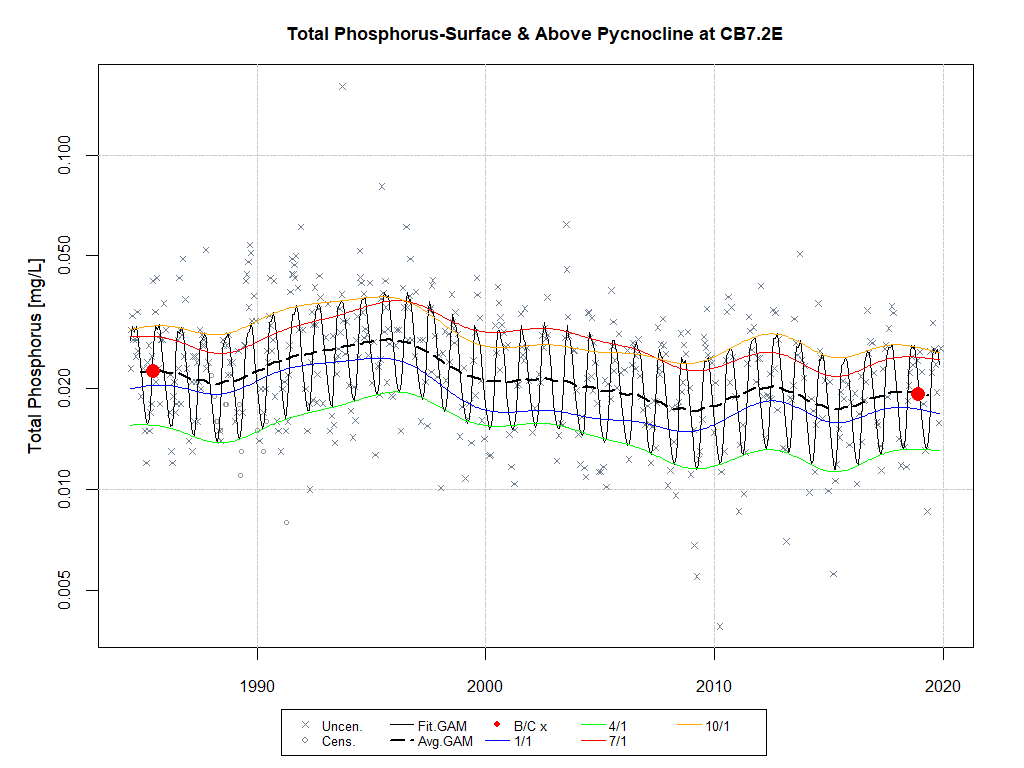 Total Phosphorus-Surface & Above Pycnocline at CB7.2E
Total Phosphorus [mg/L]
0.100
0.050
0.020
0.010
0.005
1990 2000 2010 2020
Uncen. Fit.GAM B/C x 4/1 10/1
Cens. Avg.GAM 1/1 7/1